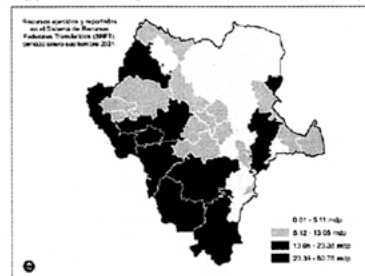 Recursos ejercidos y reportados
en el Sistema de Recursos
Federales Transferidos (SRFT),
periodo enero-septiembre 2021.
0.01 - 5.11 mdp
5.12 - 13.05 mdp
13.06 - 23.38 mdp
23.39 - 60.78 mdp